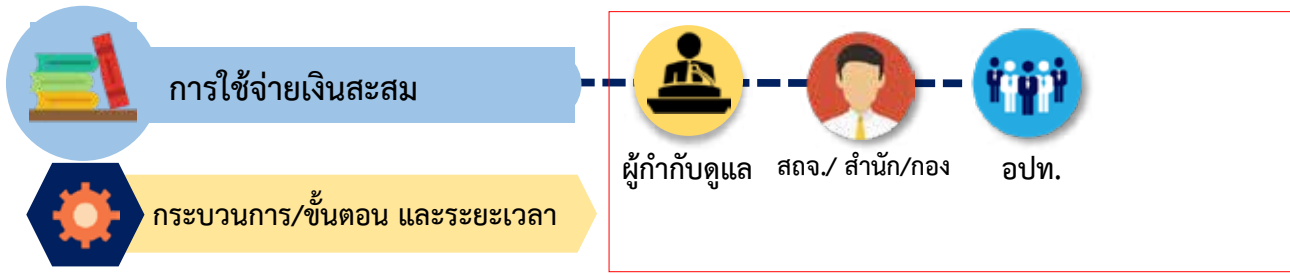 การใช้จ่ายเงินสะสม
ผู้กำกับดูแล
สถจ./ สำนัก/กอง
อปท.
กระบวนการ/ขั้นตอน และระยะเวลา